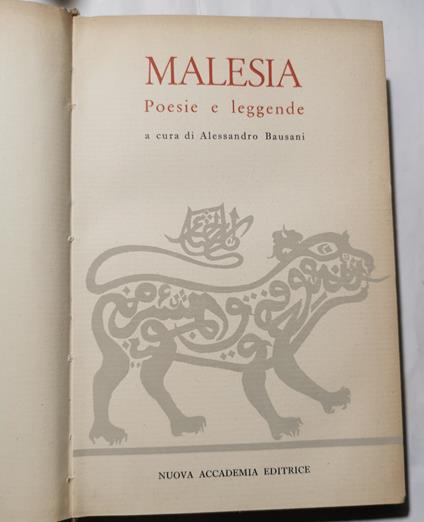 MALESIA
Poesie e leggende
a cura di Alessandro Bausani
NUOVA ACCADEMIA EDITRICE